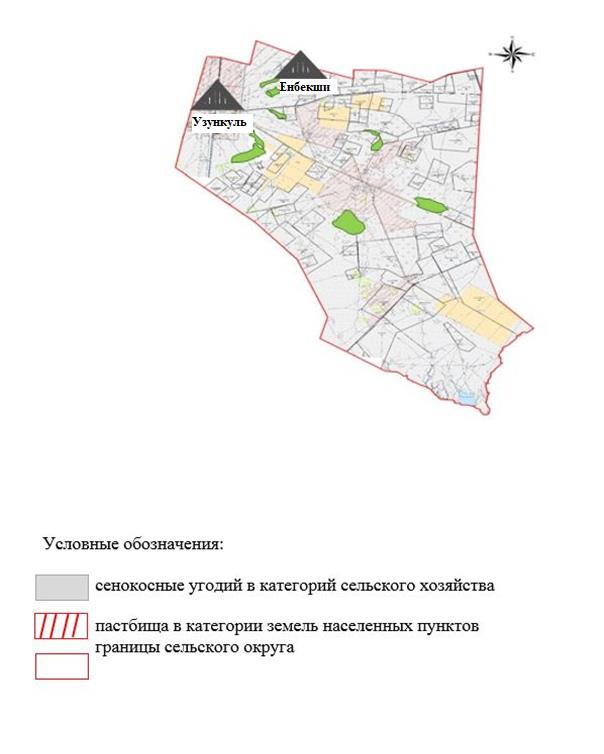 Енбекши
Узункуль
Условные обозначения:
сенокосные угодий в категорий сельского хозяйства
пастбища в категории земель населенных пунктов
границы сельского округа